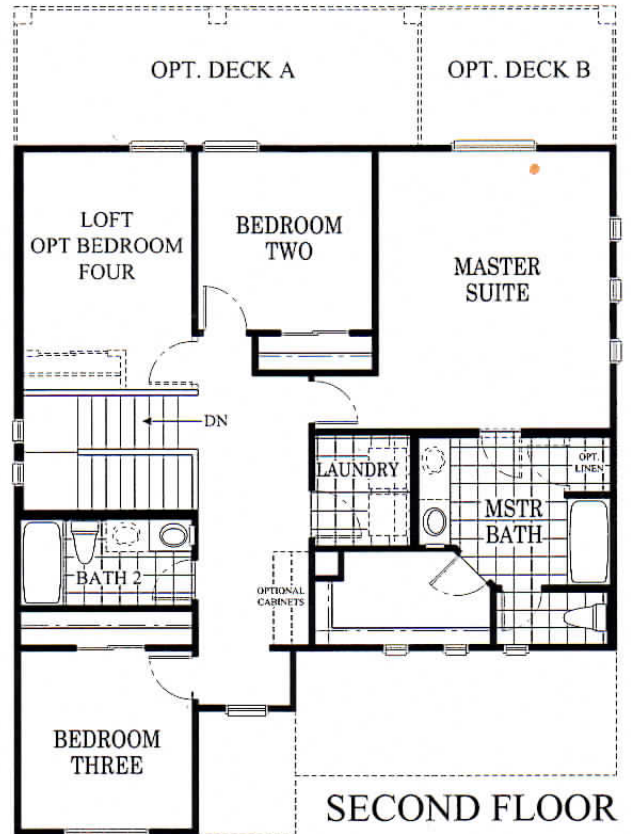 OPT. DECK A
OPT. DECK B
LOFT
OPT BEDROOM
FOUR
BEDROOM
TWO
MASTER
SUITE
DN
LAUNDRY
OPT.
LINEN
MSTR
BATH
BATH 2
OPTIONAL
CABINETS
BEDROOM
THREE
SECOND FLOOR